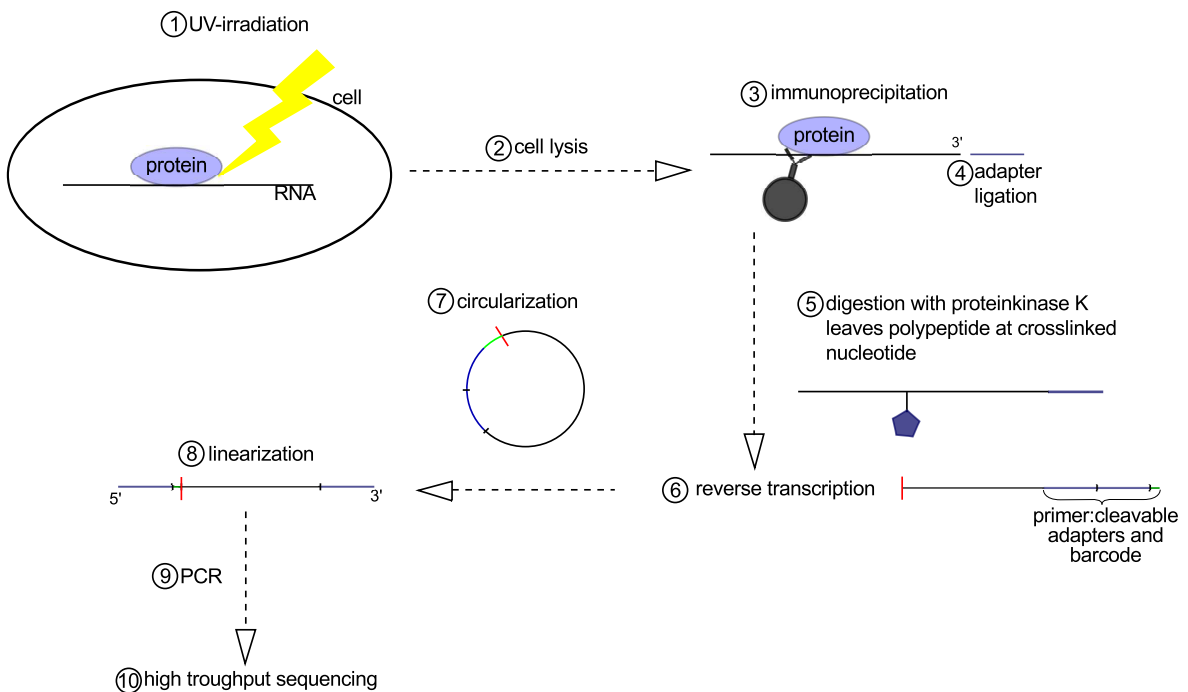 ① UV-irradiation
cell
protein
RNA
② cell lysis
③ immunoprecipitation
protein
3'
④ adapter
ligation
⑤ digestion with proteinkinase K
leaves polypeptide at crosslinked
nucleotide
⑥ reverse transcription
primer:cleavable
adapters and
barcode
⑦ circularization
⑧ linearization
5'
3'
⑨ PCR
⑩ high troughput sequencing